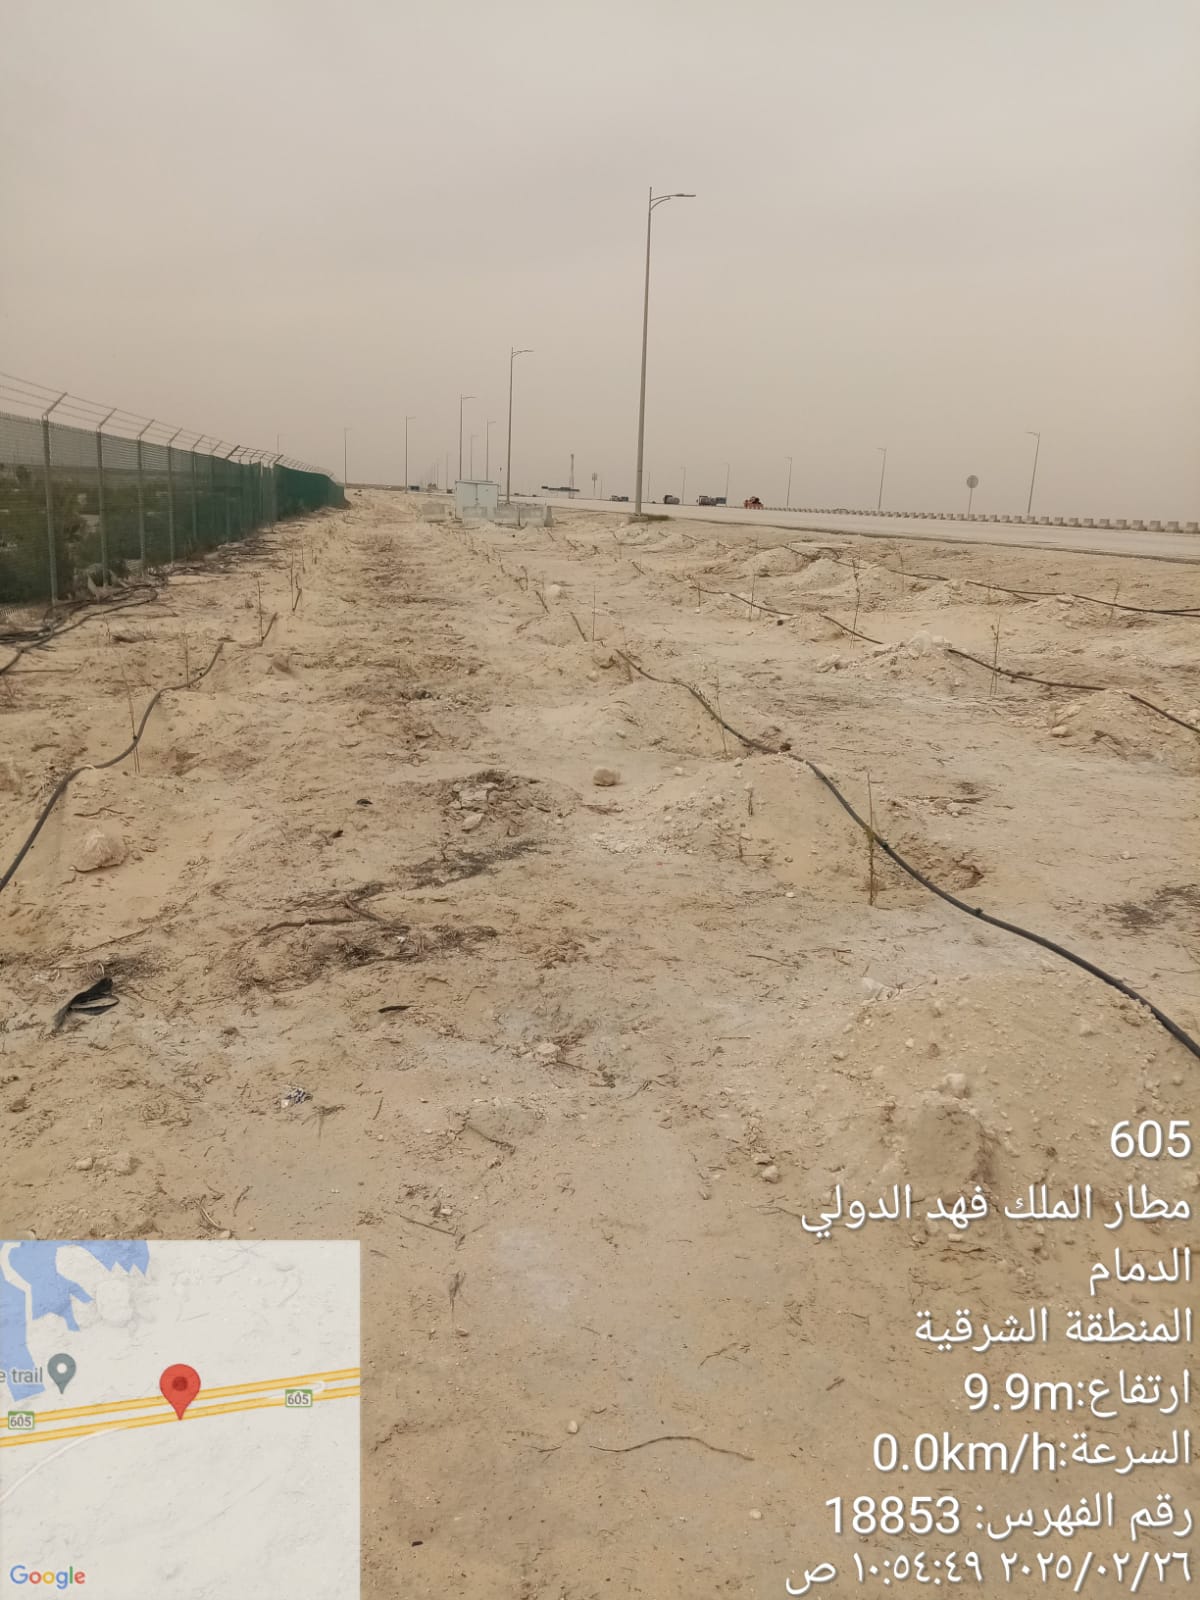 605
مطار الملك فهد الدولي
الدمام
المنطقة الشرقية
ارتفاع:9.9m
السرعة:0.0km/h
رقم الفهرس: 18853
٢٠٢٥/٠٢/٢٦ ١٠:٥٤:٤٩ ص
e trail
605
605
Google